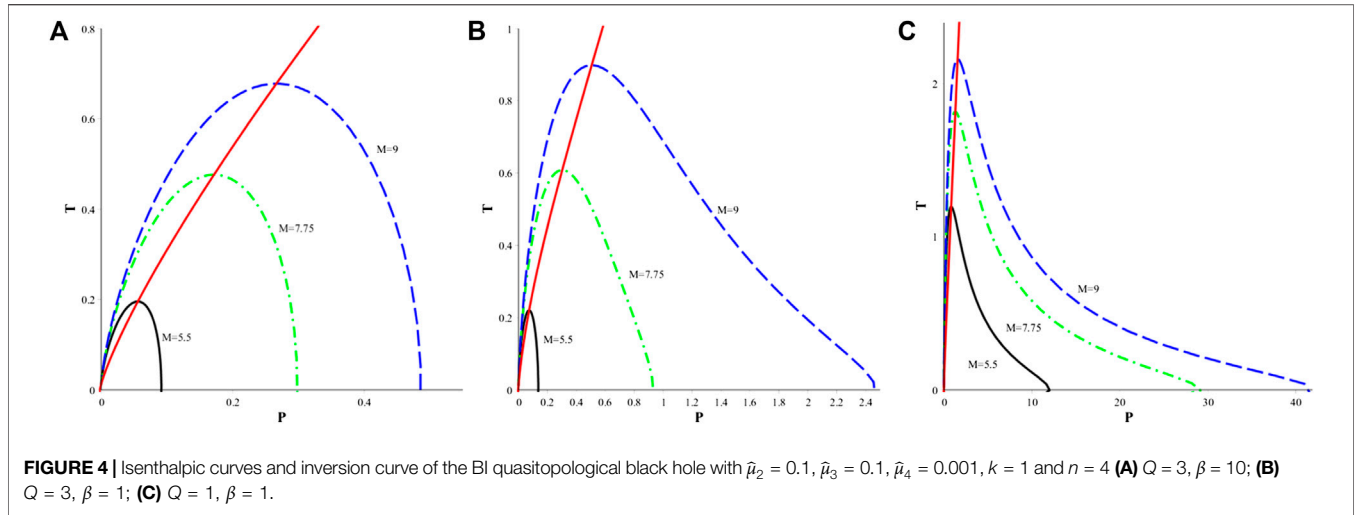 A
0.8
0.6
T
0.4
0.2
0
0
0.2
0.4
P
M=9
M=7.75
M=5.5
B
1
0.8
0.6
T
0.4
0.2
0
0
0.2
0.4
0.6
0.8
1
1.2
1.4
1.6
1.8
2
2.2
2.4
P
M=9
M=7.75
M=5.5
C
2
T
1
0
0
10
20
30
40
P
M=9
M=7.75
M=5.5
FIGURE 4 | Isenthalpic curves and inversion curve of the BI quasitopological black hole with μ̂₂ = 0.1, μ̂₃ = 0.1, μ̂₄ = 0.001, k = 1 and n = 4 (A) Q = 3, β = 10; (B)
Q = 3, β = 1; (C) Q = 1, β = 1.